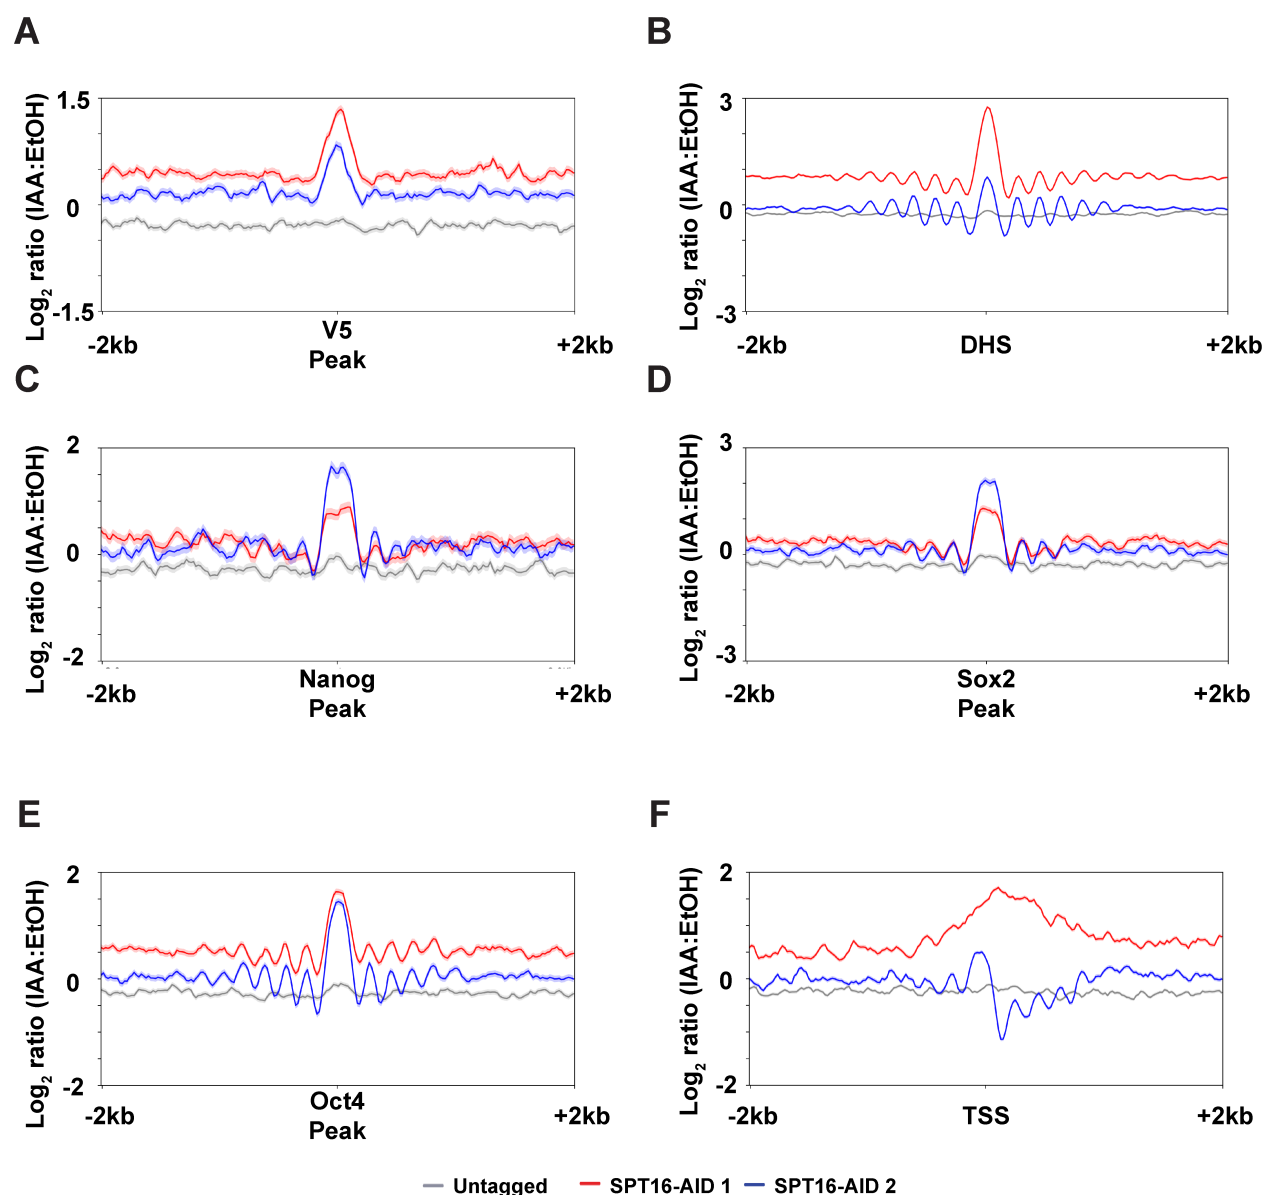 A
Log2 ratio (IAA:EtOH)
1.5
0
-1.5
-2kb
V5
Peak
+2kb
B
Log2 ratio (IAA:EtOH)
3
0
-3
-2kb
DHS
+2kb
C
Log2 ratio (IAA:EtOH)
2
0
-2
-2kb
Nanog
Peak
+2kb
D
Log2 ratio (IAA:EtOH)
3
0
-3
-2kb
Sox2
Peak
+2kb
E
Log2 ratio (IAA:EtOH)
2
0
-2
-2kb
Oct4
Peak
+2kb
F
Log2 ratio (IAA:EtOH)
2
0
-2
-2kb
TSS
+2kb
Untagged SPT16-AID 1 SPT16-AID 2